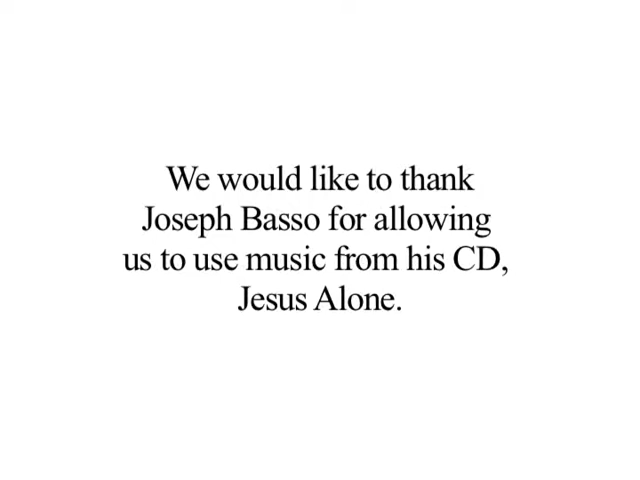 We would like to thank
Joseph Basso for allowing
us to use music from his CD,
Jesus Alone.